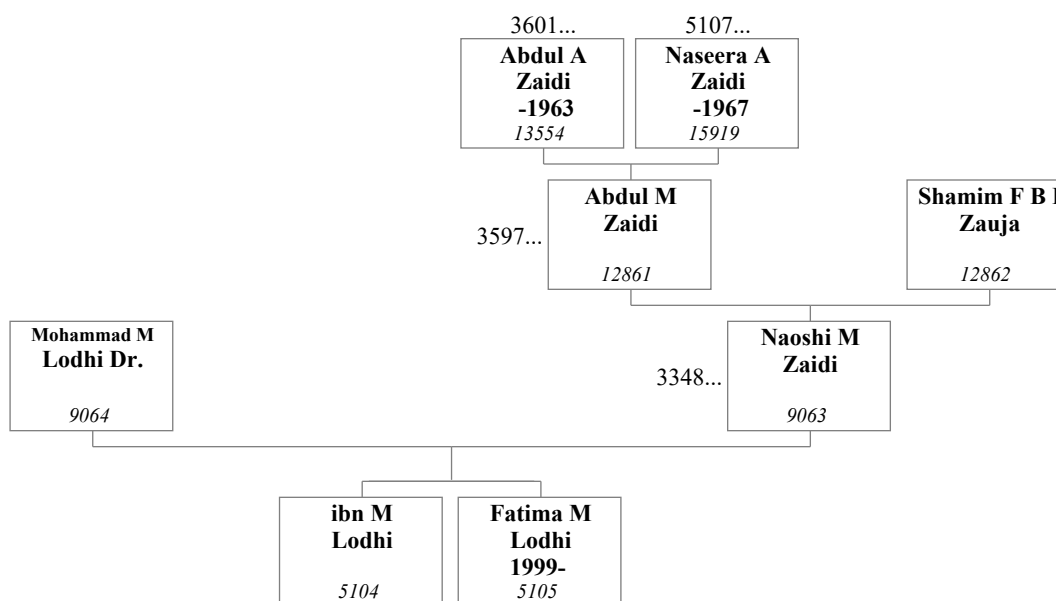 3601...
5107...
Abdul A
Zaidi
-1963
13554
Naseera A
Zaidi
-1967
15919
3597...
Abdul M
Zaidi
12861
Shamim F B
Zauja
12862
Mohammad M
Lodhi Dr.
9064
3348...
Naoshi M
Zaidi
9063
ibn M
Lodhi
5104
Fatima M
Lodhi
1999-
5105